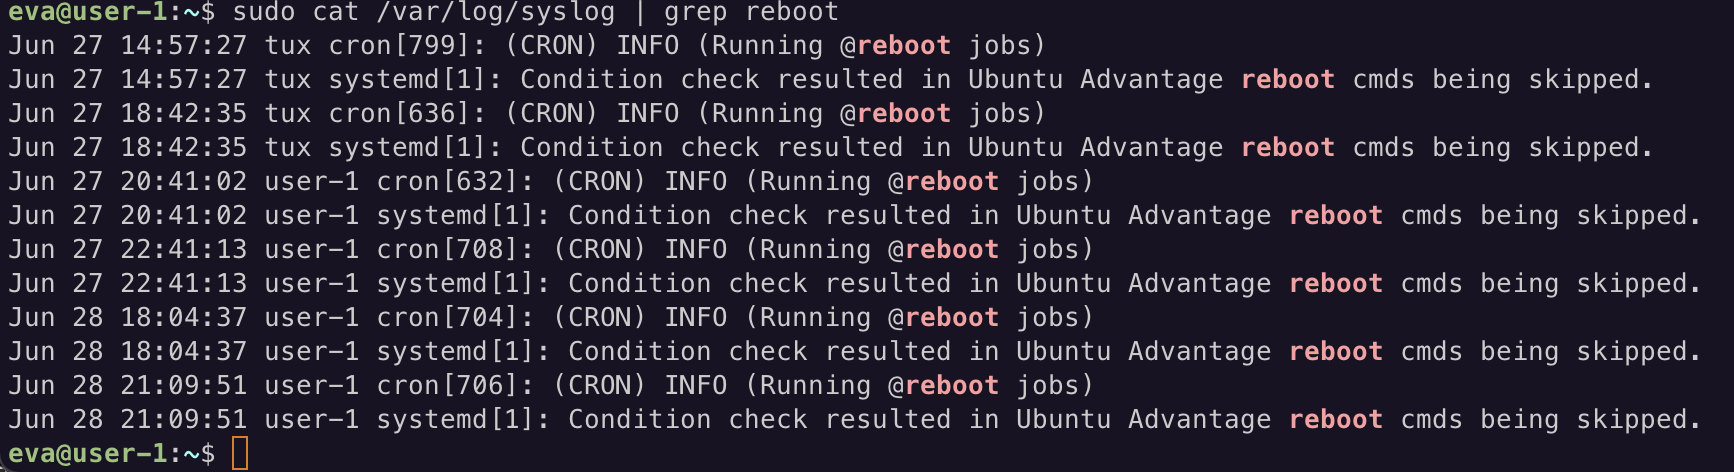 eva@user-1:~$ sudo cat /var/log/syslog | grep reboot
Jun 27 14:57:27 tux cron[799]: (CRON) INFO (Running @reboot jobs)
Jun 27 14:57:27 tux systemd[1]: Condition check resulted in Ubuntu Advantage reboot cmds being skipped.
Jun 27 18:42:35 tux cron[636]: (CRON) INFO (Running @reboot jobs)
Jun 27 18:42:35 tux systemd[1]: Condition check resulted in Ubuntu Advantage reboot cmds being skipped.
Jun 27 20:41:02 user-1 cron[632]: (CRON) INFO (Running @reboot jobs)
Jun 27 20:41:02 user-1 systemd[1]: Condition check resulted in Ubuntu Advantage reboot cmds being skipped.
Jun 27 22:41:13 user-1 cron[708]: (CRON) INFO (Running @reboot jobs)
Jun 27 22:41:13 user-1 systemd[1]: Condition check resulted in Ubuntu Advantage reboot cmds being skipped.
Jun 28 18:04:37 user-1 cron[704]: (CRON) INFO (Running @reboot jobs)
Jun 28 18:04:37 user-1 systemd[1]: Condition check resulted in Ubuntu Advantage reboot cmds being skipped.
Jun 28 21:09:51 user-1 cron[706]: (CRON) INFO (Running @reboot jobs)
Jun 28 21:09:51 user-1 systemd[1]: Condition check resulted in Ubuntu Advantage reboot cmds being skipped.
eva@user-1:~$